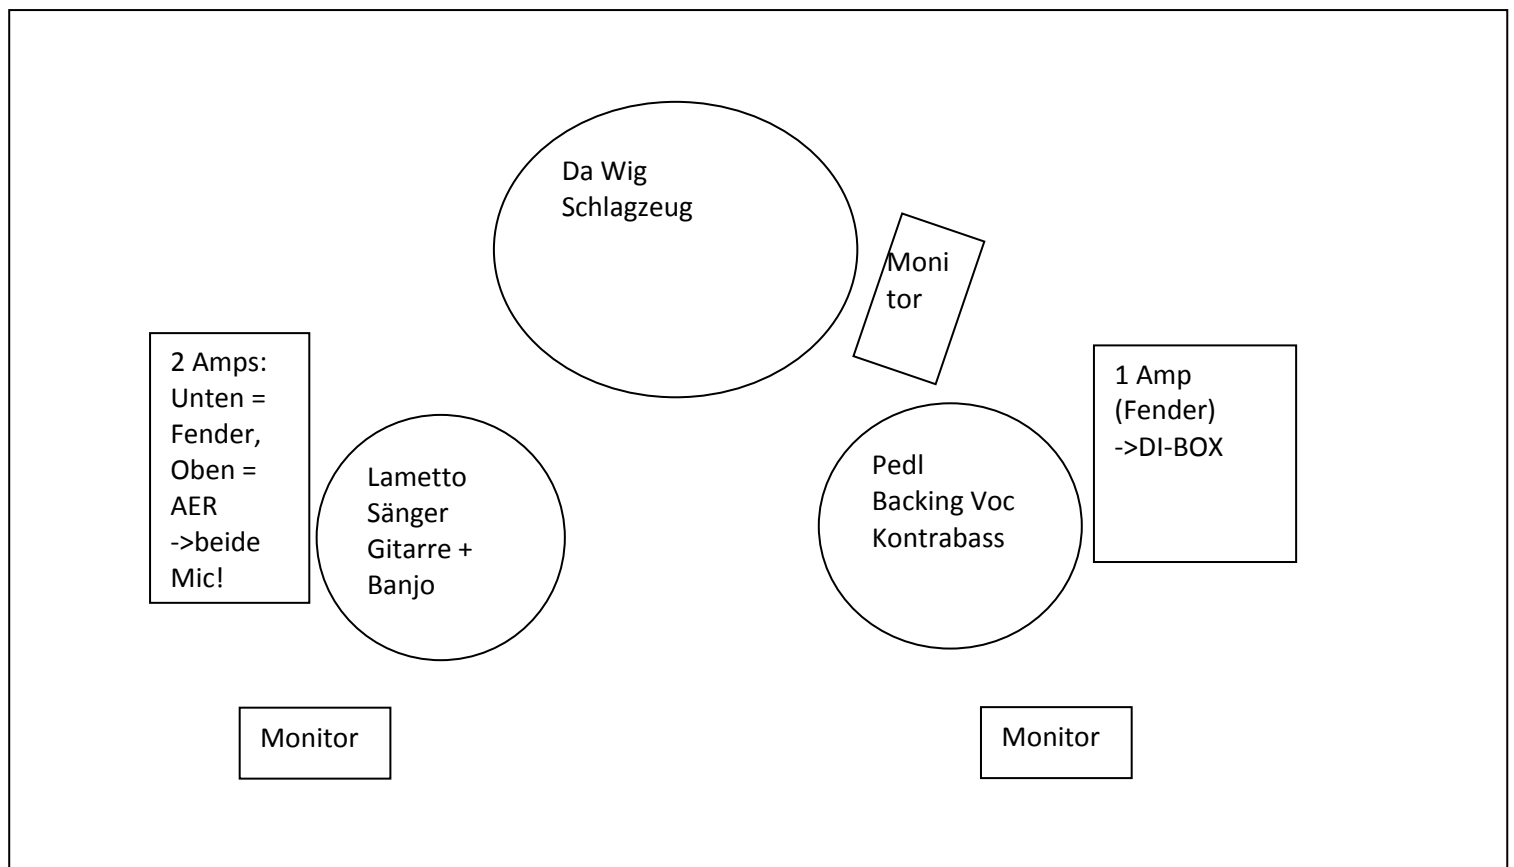 Da Wig
Schlagzeug
Moni
tor
2 Amps:
Unten =
Fender,
Oben =
AER
->beide
Mic!
Lametto
Sänger
Gitarre +
Banjo
Pedl
Backing Voc
Kontrabass
1 Amp
(Fender)
->DI-BOX
Monitor
Monitor